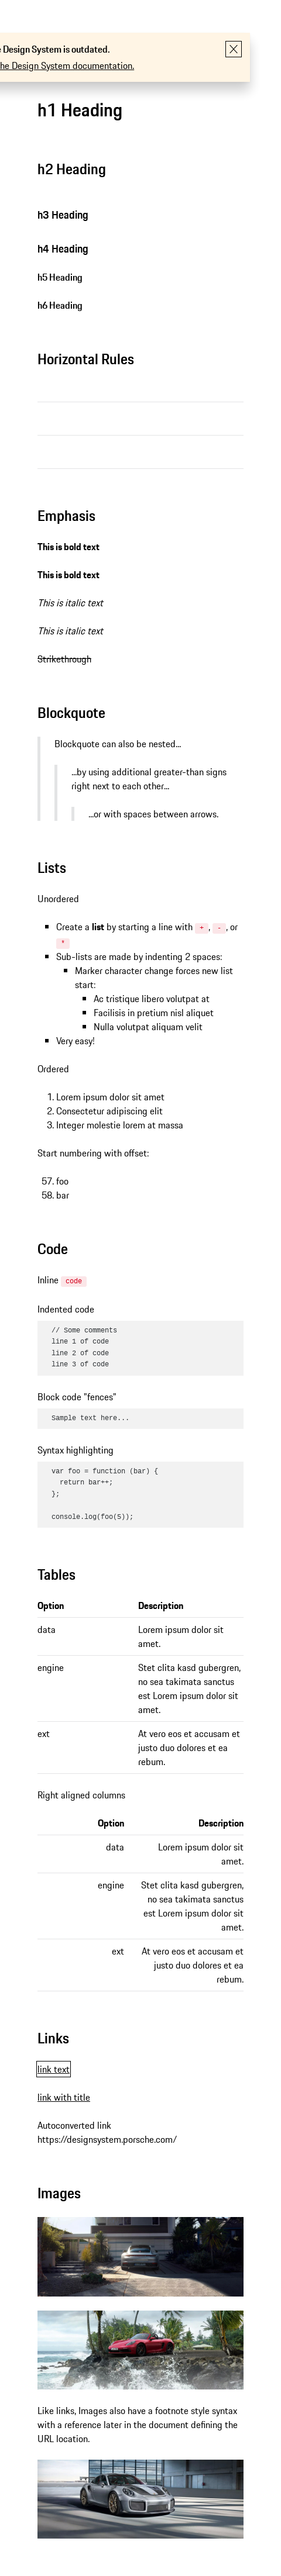 Design System is outdated.
he Design System documentation.
h1 Heading
h2 Heading
h3 Heading
h4 Heading
h5 Heading
h6 Heading
Horizontal Rules
Emphasis
This is bold text
This is bold text
This is italic text
This is italic text
Strikethrough
Blockquote
Blockquote can also be nested...
...by using additional greater-than signs
right next to each other...
...or with spaces between arrows.
Lists
Unordered
Create a list by starting a line with +, -, or
*
Sub-lists are made by indenting 2 spaces:
Marker character change forces new list
start:
Ac tristique libero volutpat at
Facilisis in pretium nisl aliquet
Nulla volutpat aliquam velit
Very easy!
Ordered
1. Lorem ipsum dolor sit amet
2. Consectetur adipiscing elit
3. Integer molestie lorem at massa
Start numbering with offset:
57. foo
58. bar
Code
Inline code
Indented code
// Some comments
line 1 of code
line 2 of code
line 3 of code
Block code "fences"
Sample text here...
Syntax highlighting
var foo = function (bar) {
return bar++;
};
console.log(foo(5));
Tables
Option Description
data Lorem ipsum dolor sit
amet.
engine Stet clita kasd gubergren,
no sea takimata sanctus
est Lorem ipsum dolor sit
amet.
ext At vero eos et accusam et
justo duo dolores et ea
rebum.
Right aligned columns
Option Description
data Lorem ipsum dolor sit
amet.
engine Stet clita kasd gubergren,
no sea takimata sanctus
est Lorem ipsum dolor sit
amet.
ext At vero eos et accusam et
justo duo dolores et ea
rebum.
Links
link text
link with title
Autoconverted link
https://designsystem.porsche.com/
Images
Like links, Images also have a footnote style syntax
with a reference later in the document defining the
URL location.